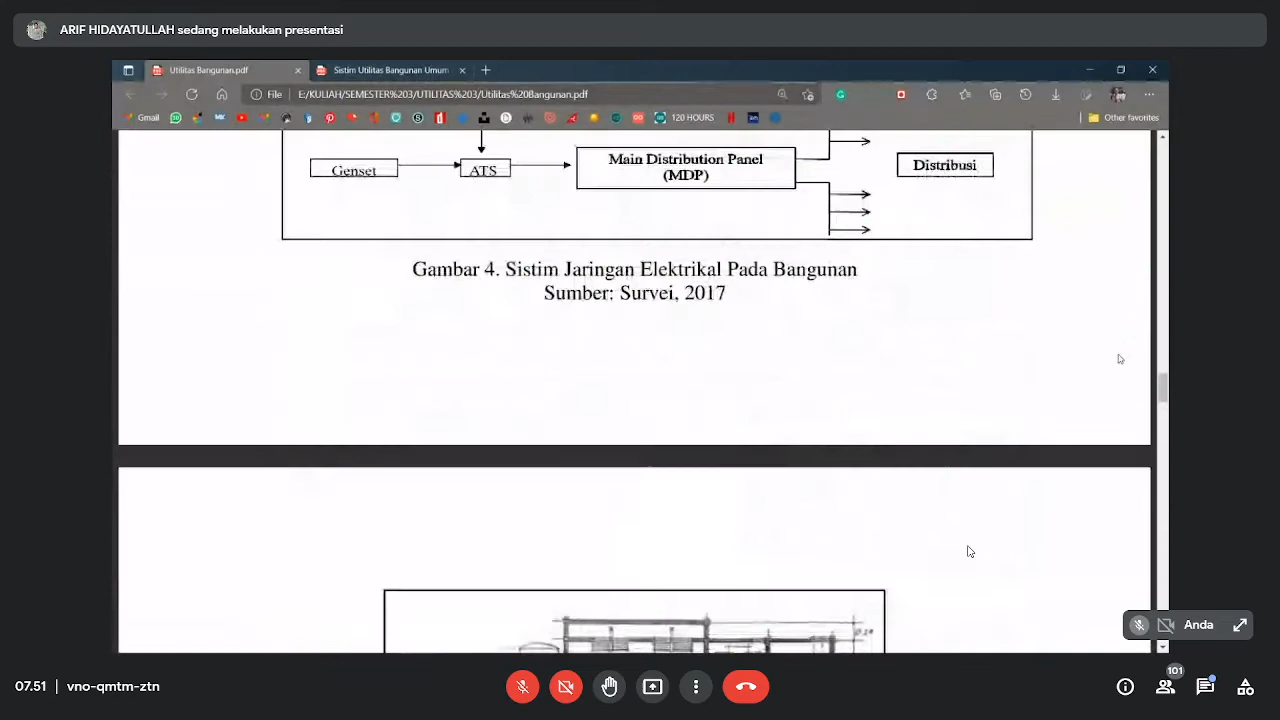 ARIF HIDAYATULLAH sedang melakukan presentasi
Utilitas Bangunan.pdf
Sistim Utilitas Bangunan Umum
File
E:/KULIAH/SEMESTER%203/UTILITAS%203/Utilitas%20Bangunan.pdf
Gmail
120 HOURS
Other favorites
Genset
ATS
Main Distribution Panel
(MDP)
Distribusi
Gambar 4. Sistim Jaringan Elektrikal Pada Bangunan
Sumber: Survei, 2017
Anda
07.51 | vno-qmtm-ztn
101